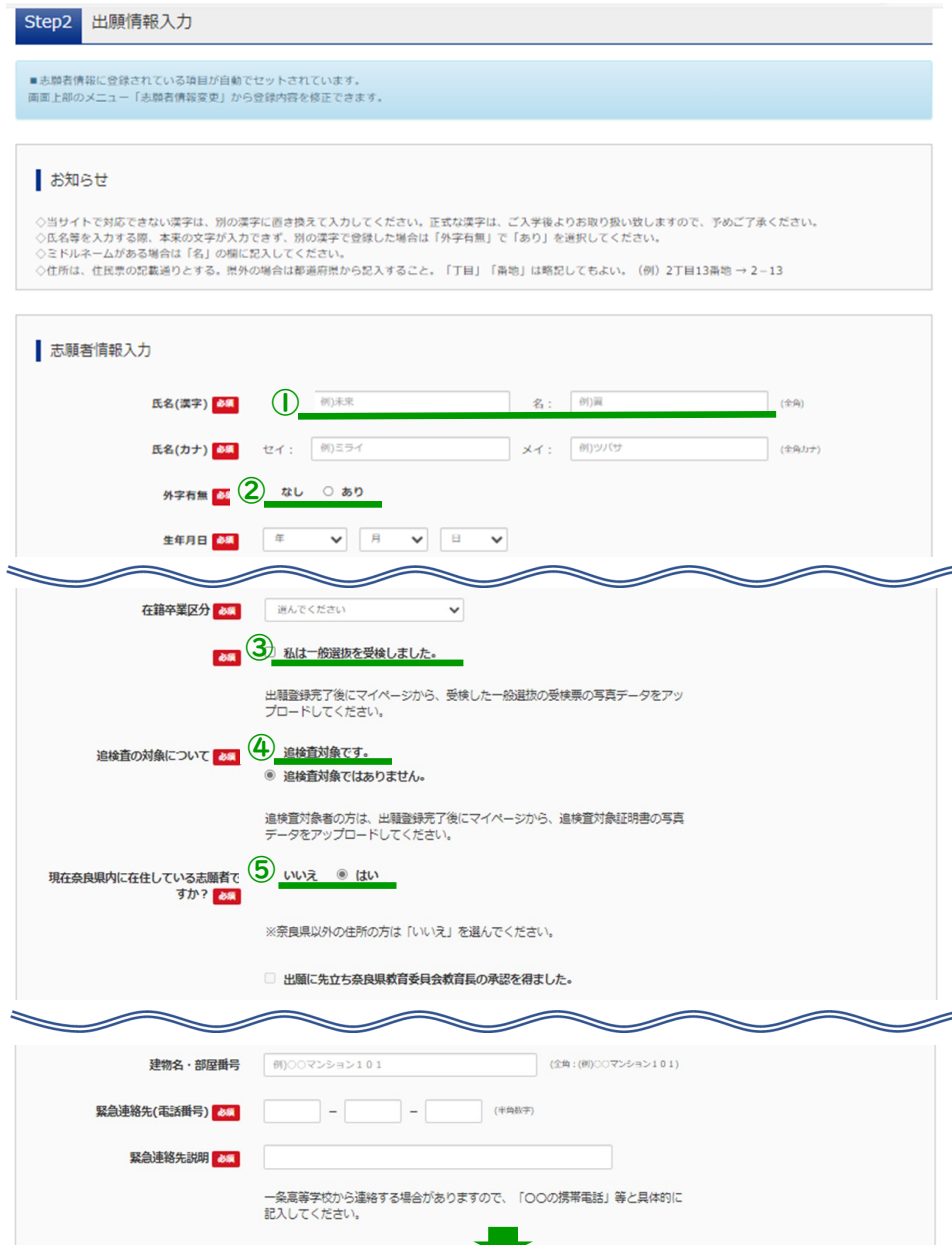 Step2 出願情報入力
■志願者情報に登録されている項目が自動でセットされています。
画面上部のメニュー「志願者情報変更」から登録内容を修正できます。
お知らせ
◇当サイトで対応できない漢字は、別の漢字に置き換えて入力してください。正式な漢字は、ご入学後よりお取り扱い致しますので、予めご了承ください。
◇氏名等を入力する際、本来の文字が入力できず、別の漢字で登録した場合は「外字有無」で「あり」を選択してください。
◇ミドルネームがある場合は「名」の欄に記入してください。
◇住所は、住民票の記載通りとする。県外の場合は都道府県から記入すること。「丁目」「番地」は略記してもよい。（例）2丁目13番地 → 2－13
志願者情報入力
氏名(漢字) 必須 ① 例)未来 名： 例)翼 (全角)
氏名(カナ) 必須 セイ： 例)ミライ メイ： 例)ツバサ (全角カナ)
外字有無 必須 ② なし ○ あり
生年月日 必須 年 月 日
在籍卒業区分 必須 選んでください
必須 ③ 私は一般選抜を受検しました。
出願登録完了後にマイページから、受検した一般選抜の受検票の写真データをアッ
プロードしてください。
追検査の対象について 必須 ④ 追検査対象です。
◉ 追検査対象ではありません。
追検査対象者の方は、出願登録完了後にマイページから、追検査対象証明書の写真
データをアップロードしてください。
現在奈良県内に在住している志願者で ⑤ いいえ ◉ はい
すか？ 必須
※奈良県以外の住所の方は「いいえ」を選んでください。
□ 出願に先立ち奈良県教育委員会教育長の承認を得ました。
建物名・部屋番号 例)○○マンション１０１ (全角：(例)○○マンション１０１)
緊急連絡先(電話番号) 必須 － － (半角数字)
緊急連絡先説明 必須
一条高等学校から連絡する場合がありますので、「〇〇の携帯電話」等と具体的に
記入してください。